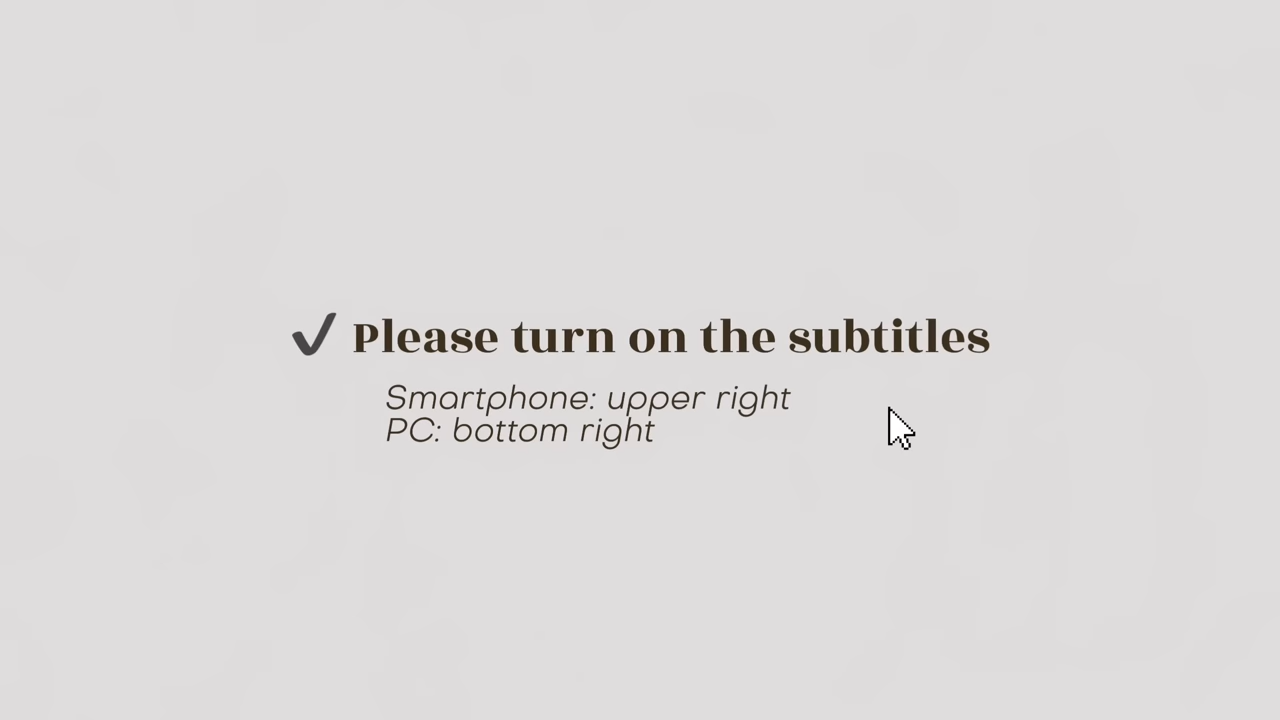 ✔ Please turn on the subtitles
Smartphone: upper right
PC: bottom right